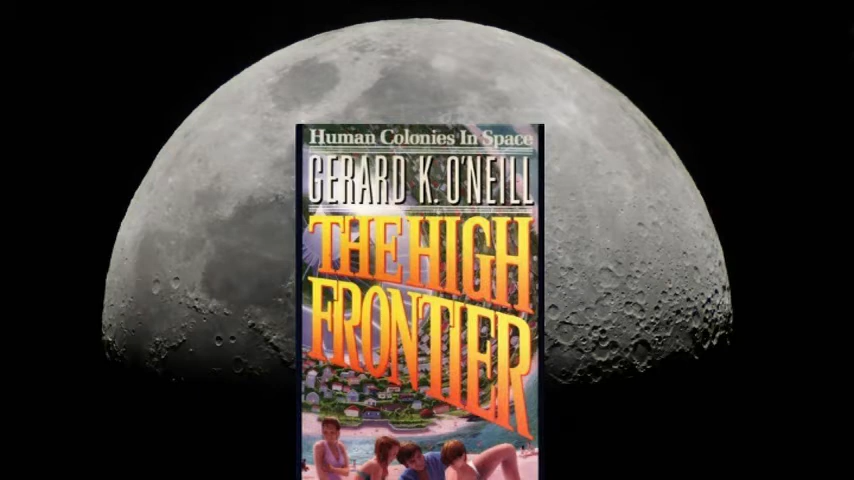 Human Colonies In Space
GERARD K. O'NEILL
THE HIGH
FRONTIER